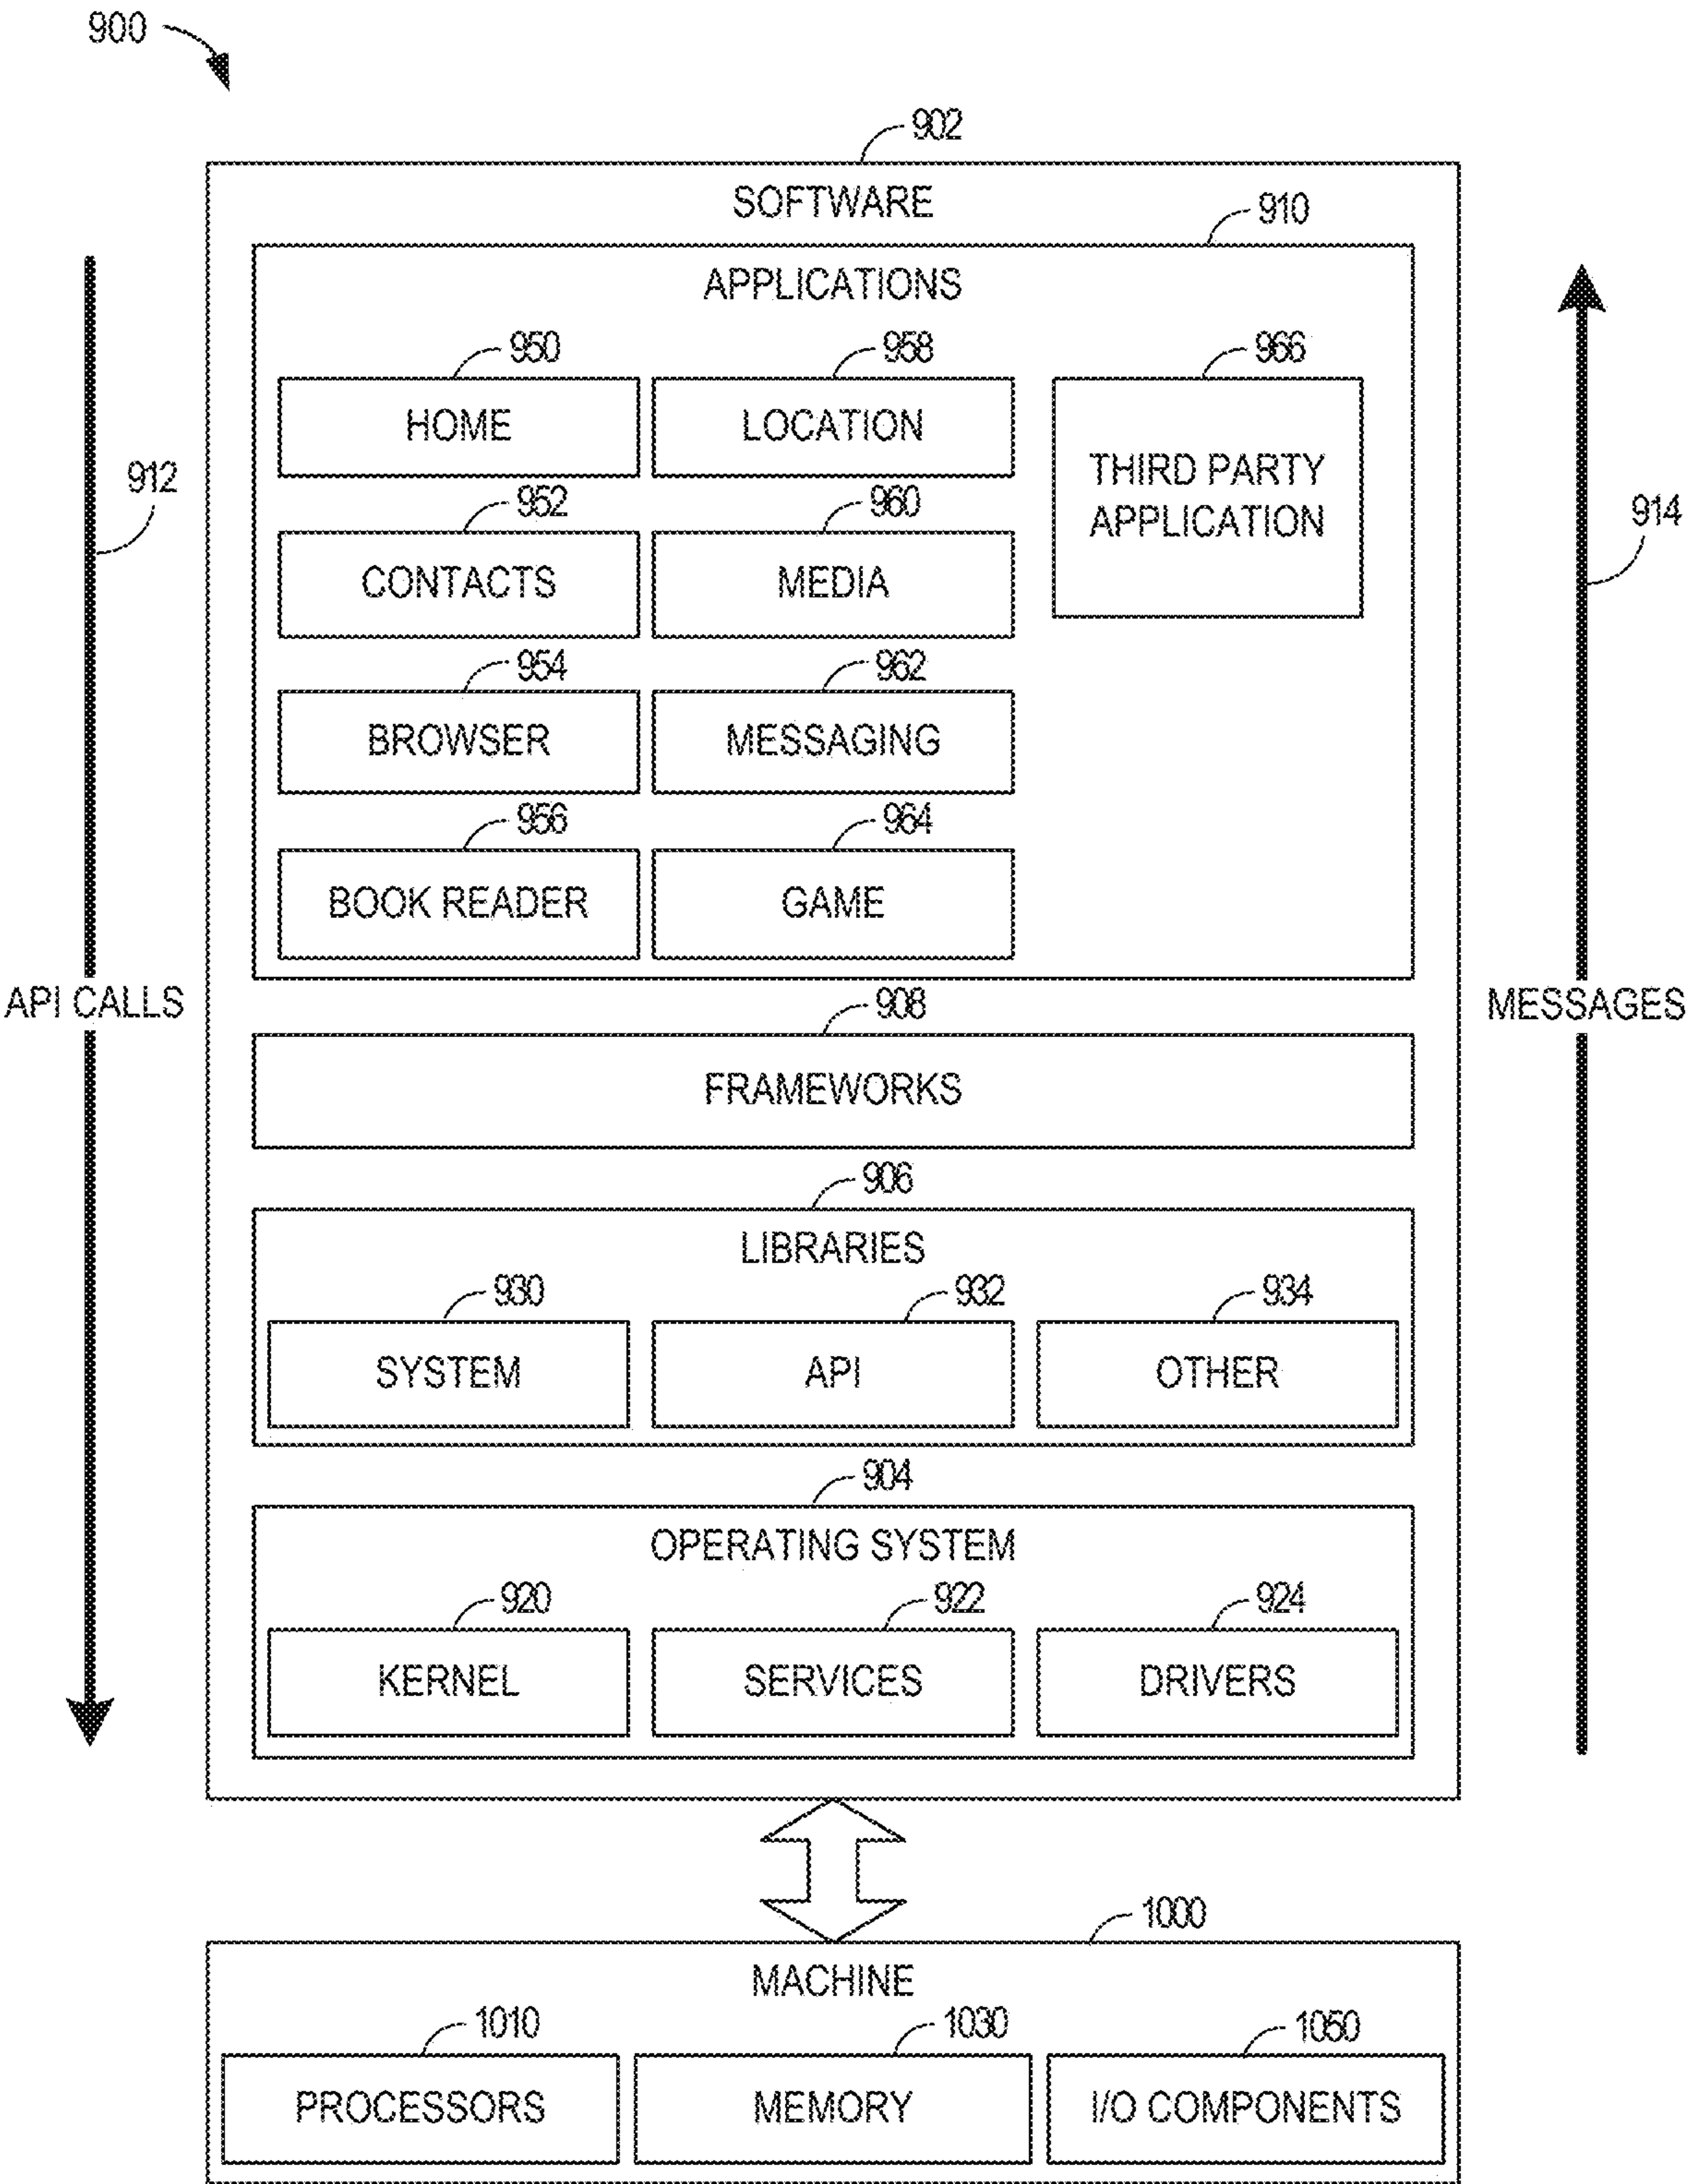 900
902
SOFTWARE
910
APPLICATIONS
950
958
966
HOME
LOCATION
THIRD PARTY
APPLICATION
912
952
960
914
CONTACTS
MEDIA
954
962
BROWSER
MESSAGING
956
964
BOOK READER
GAME
API CALLS
908
MESSAGES
FRAMEWORKS
906
LIBRARIES
930
932
934
SYSTEM
API
OTHER
904
OPERATING SYSTEM
920
922
924
KERNEL
SERVICES
DRIVERS
1000
MACHINE
1010
1030
1050
PROCESSORS
MEMORY
I/O COMPONENTS